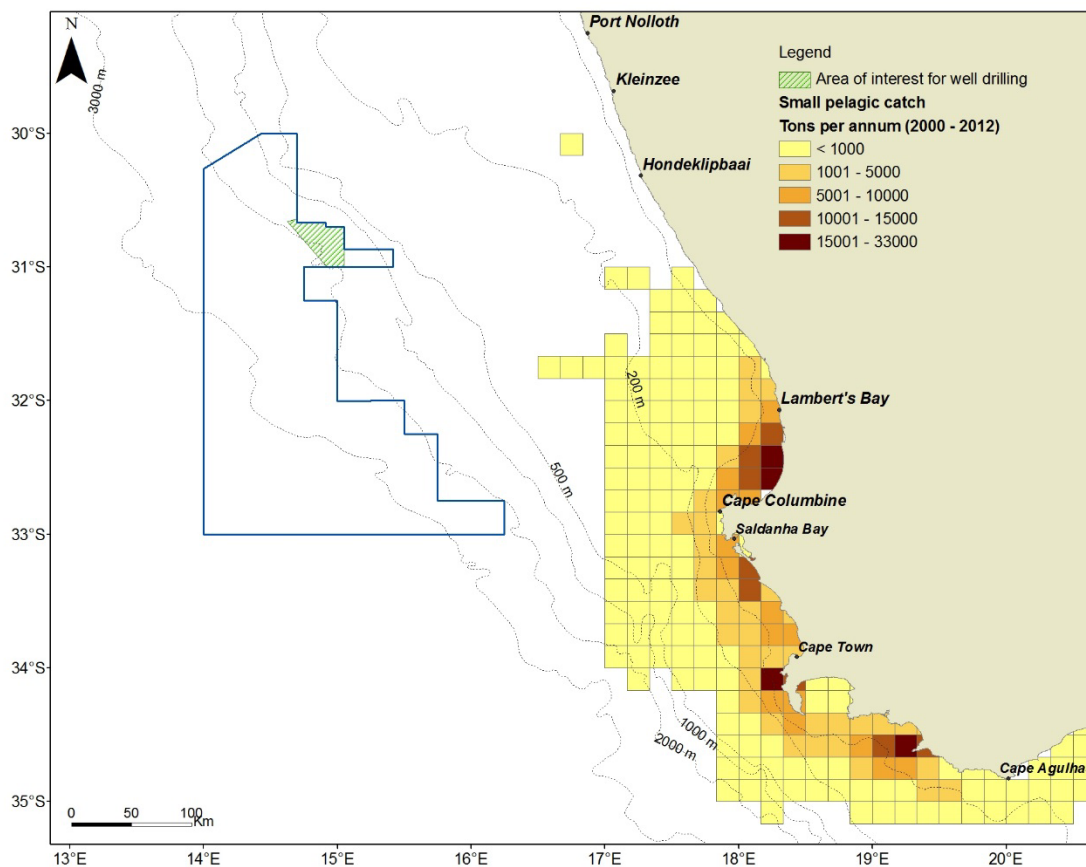 N
Port Nolloth
Kleinzee
Hondeklipbaai
Lambert's Bay
Cape Columbine
Saldanha Bay
Cape Town
Cape Agulha
Legend
Area of interest for well drilling
Small pelagic catch
Tons per annum (2000 - 2012)
< 1000
1001 - 5000
5001 - 10000
10001 - 15000
15001 - 33000
3000 m
200 m
500 m
1000 m
2000 m
30°S
31°S
32°S
33°S
34°S
35°S
0 50 100
Km
13°E 14°E 15°E 16°E 17°E 18°E 19°E 20°E